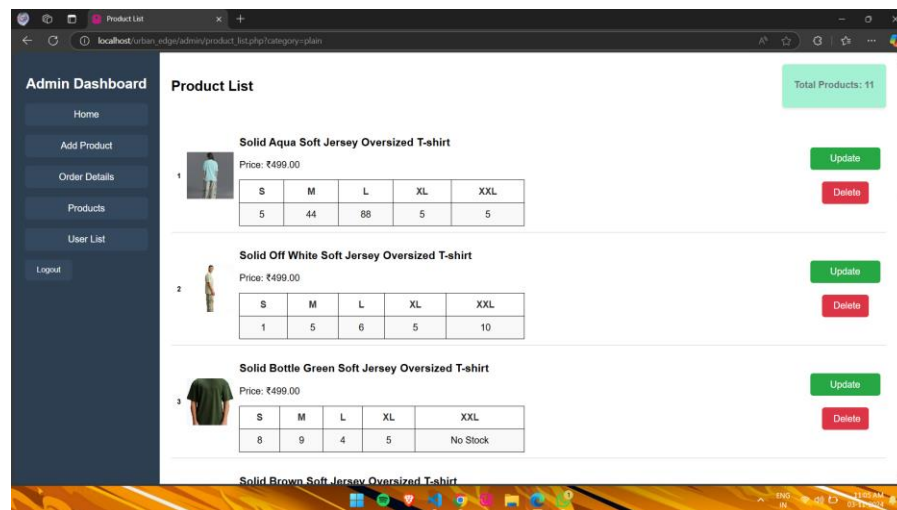 Product List
localhost/urban_edge/admin/product_list.php?category=plain
Admin Dashboard
Home
Add Product
Order Details
Products
User List
Logout
Product List
Total Products: 11
1
Solid Aqua Soft Jersey Oversized T-shirt
Price: ₹499.00
S M L XL XXL
5 44 88 5 5
Update
Delete
2
Solid Off White Soft Jersey Oversized T-shirt
Price: ₹499.00
S M L XL XXL
1 5 6 5 10
Update
Delete
3
Solid Bottle Green Soft Jersey Oversized T-shirt
Price: ₹499.00
S M L XL XXL
8 9 4 5 No Stock
Update
Delete
Solid Brown Soft Jersey Oversized T-shirt
ENG
IN
11:05 AM